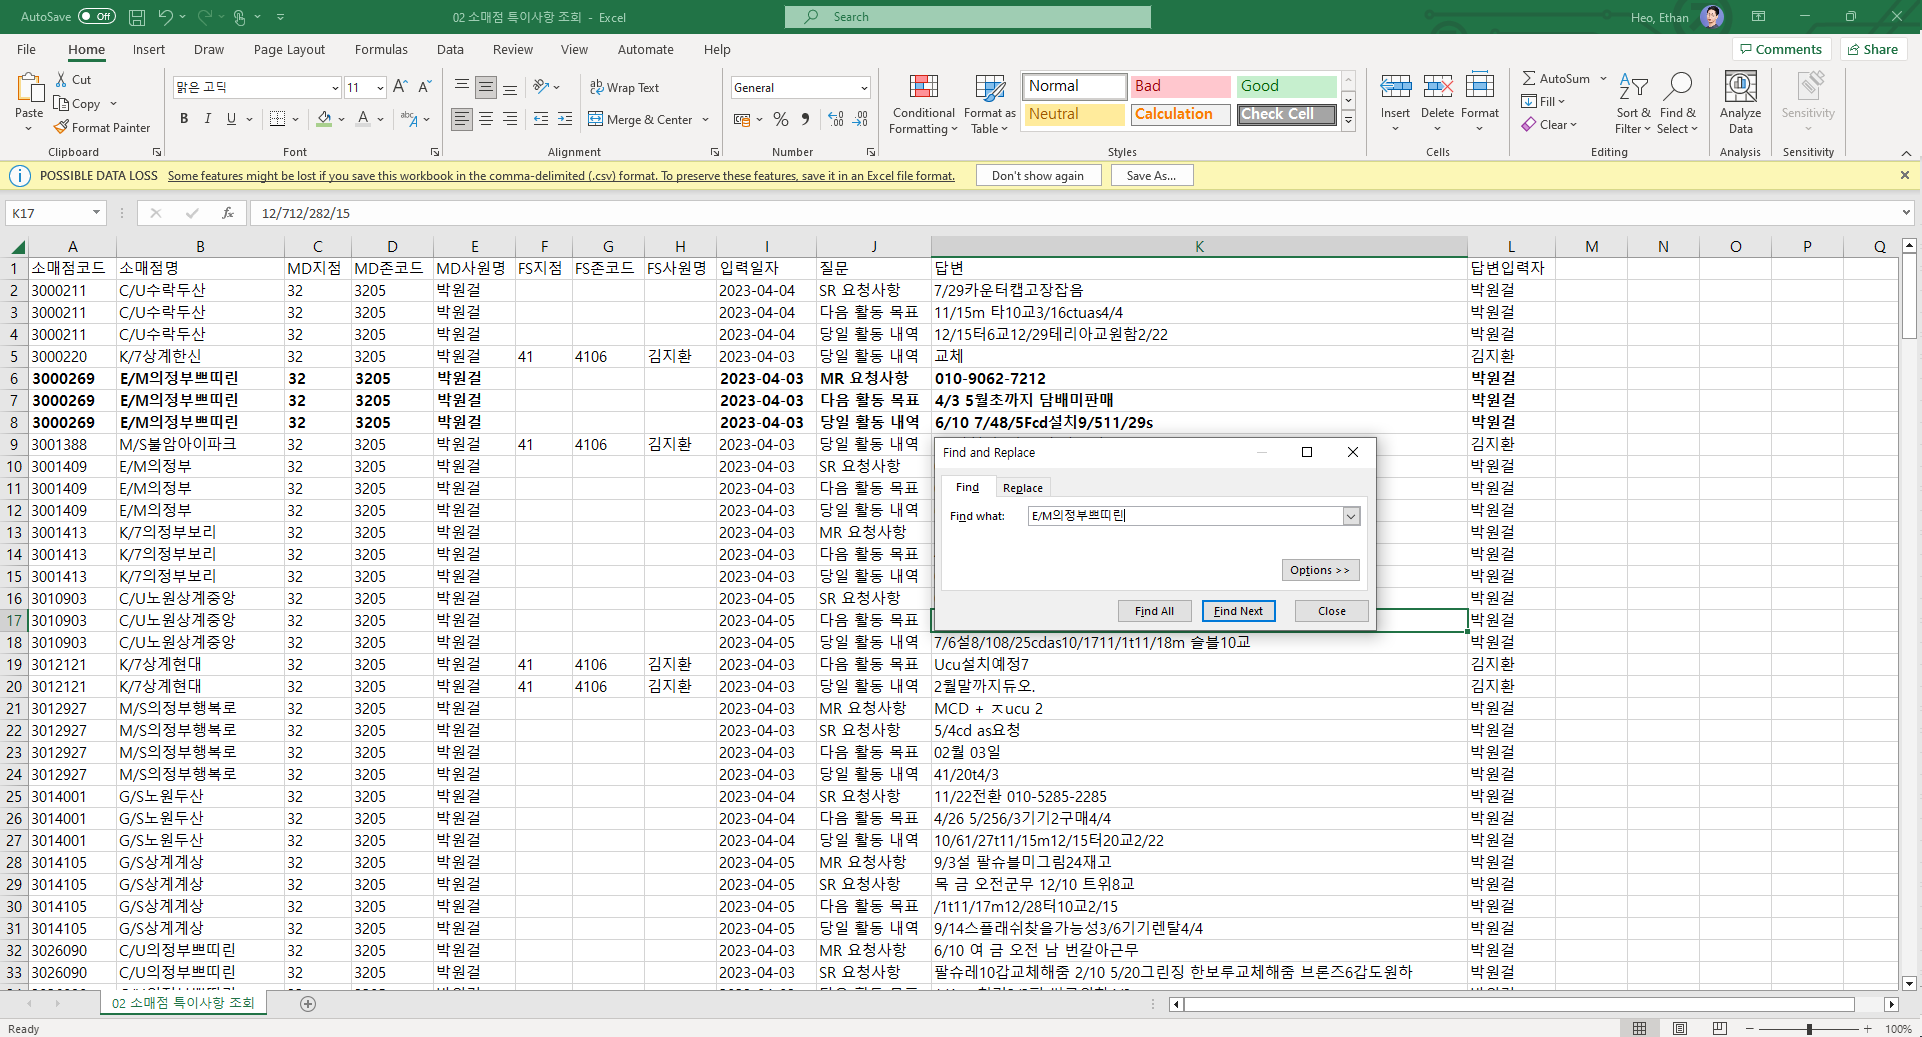 AutoSave Off 02 소매점 특이사항 조회 - Excel Search Heo, Ethan
File Home Insert Draw Page Layout Formulas Data Review View Automate Help Comments Share
Paste Cut Copy Format Painter Clipboard
맑은 고딕 11 B I U Font
Wrap Text Merge & Center Alignment
General Number
Conditional Formatting Format as Table Normal Bad Good Neutral Calculation Check Cell Styles
Insert Delete Format Cells
AutoSum Fill Clear Sort & Filter Find & Select Editing
Analyze Data Analysis
Sensitivity Sensitivity
POSSIBLE DATA LOSS Some features might be lost if you save this workbook in the comma-delimited (.csv) format. To preserve these features, save it in an Excel file format. Don't show again Save As...
K17 fx 12/712/282/15
A B C D E F G H I J K L M N O P Q
1 소매점코드 소매점명 MD지점 MD존코드 MD사원명 FS지점 FS존코드 FS사원명 입력일자 질문 답변 답변입력자
2 3000211 C/U수락두산 32 3205 박원걸 2023-04-04 SR 요청사항 7/29카운터캡고장잡음 박원걸
3 3000211 C/U수락두산 32 3205 박원걸 2023-04-04 다음 활동 목표 11/15m 타10교3/16ctuas4/4 박원걸
4 3000211 C/U수락두산 32 3205 박원걸 2023-04-04 당일 활동 내역 12/15터6교12/29테리아교원함2/22 박원걸
5 3000220 K/7상계한신 32 3205 박원걸 41 4106 김지환 2023-04-03 당일 활동 내역 교체 김지환
6 3000269 E/M의정부쁘띠린 32 3205 박원걸 2023-04-03 MR 요청사항 010-9062-7212 박원걸
7 3000269 E/M의정부쁘띠린 32 3205 박원걸 2023-04-03 다음 활동 목표 4/3 5월초까지 담배미판매 박원걸
8 3000269 E/M의정부쁘띠린 32 3205 박원걸 2023-04-03 당일 활동 내역 6/10 7/48/5Fcd설치9/511/29s 박원걸
9 3001388 M/S불암아이파크 32 3205 박원걸 41 4106 김지환 2023-04-03 당일 활동 내역 김지환
10 3001409 E/M의정부 32 3205 박원걸 2023-04-03 SR 요청사항 박원걸
11 3001409 E/M의정부 32 3205 박원걸 2023-04-03 다음 활동 목표 박원걸
12 3001409 E/M의정부 32 3205 박원걸 2023-04-03 당일 활동 내역 박원걸
13 3001413 K/7의정부보리 32 3205 박원걸 2023-04-03 MR 요청사항 박원걸
14 3001413 K/7의정부보리 32 3205 박원걸 2023-04-03 다음 활동 목표 박원걸
15 3001413 K/7의정부보리 32 3205 박원걸 2023-04-03 당일 활동 내역 박원걸
16 3010903 C/U노원상계중앙 32 3205 박원걸 2023-04-05 SR 요청사항 박원걸
17 3010903 C/U노원상계중앙 32 3205 박원걸 2023-04-05 다음 활동 목표 박원걸
18 3010903 C/U노원상계중앙 32 3205 박원걸 2023-04-05 당일 활동 내역 7/6설8/108/25cdas10/1711/1t11/18m 슬블10교 박원걸
19 3012121 K/7상계현대 32 3205 박원걸 41 4106 김지환 2023-04-03 다음 활동 목표 Ucu설치예정7 김지환
20 3012121 K/7상계현대 32 3205 박원걸 41 4106 김지환 2023-04-03 당일 활동 내역 2월말까지듀오. 김지환
21 3012927 M/S의정부행복로 32 3205 박원걸 2023-04-03 MR 요청사항 MCD + ㅈucu 2 박원걸
22 3012927 M/S의정부행복로 32 3205 박원걸 2023-04-03 SR 요청사항 5/4cd as요청 박원걸
23 3012927 M/S의정부행복로 32 3205 박원걸 2023-04-03 다음 활동 목표 02월 03일 박원걸
24 3012927 M/S의정부행복로 32 3205 박원걸 2023-04-03 당일 활동 내역 41/20t4/3 박원걸
25 3014001 G/S노원두산 32 3205 박원걸 2023-04-04 SR 요청사항 11/22전환 010-5285-2285 박원걸
26 3014001 G/S노원두산 32 3205 박원걸 2023-04-04 다음 활동 목표 4/26 5/256/3기기2구매4/4 박원걸
27 3014001 G/S노원두산 32 3205 박원걸 2023-04-04 당일 활동 내역 10/61/27t11/15m12/15터20교2/22 박원걸
28 3014105 G/S상계계상 32 3205 박원걸 2023-04-05 MR 요청사항 9/3설 팔슈블미그림24재고 박원걸
29 3014105 G/S상계계상 32 3205 박원걸 2023-04-05 SR 요청사항 목 금 오전군무 12/10 트위8교 박원걸
30 3014105 G/S상계계상 32 3205 박원걸 2023-04-05 다음 활동 목표 /1t11/17m12/28터10교2/15 박원걸
31 3014105 G/S상계계상 32 3205 박원걸 2023-04-05 당일 활동 내역 9/14스플래쉬찾을가능성3/6기기렌탈4/4 박원걸
32 3026090 C/U의정부쁘띠린 32 3205 박원걸 2023-04-03 MR 요청사항 6/10 여 금 오전 남 번갈아근무 박원걸
33 3026090 C/U의정부쁘띠린 32 3205 박원걸 2023-04-03 SR 요청사항 팔슈레10갑교체해줌 2/10 5/20그린징 한보루교체해줌 브론즈6갑도원하 박원걸
Find and Replace
Find Replace
Find what: E/M의정부쁘띠린
Options >>
Find All Find Next Close
02 소매점 특이사항 조회
Ready 100%